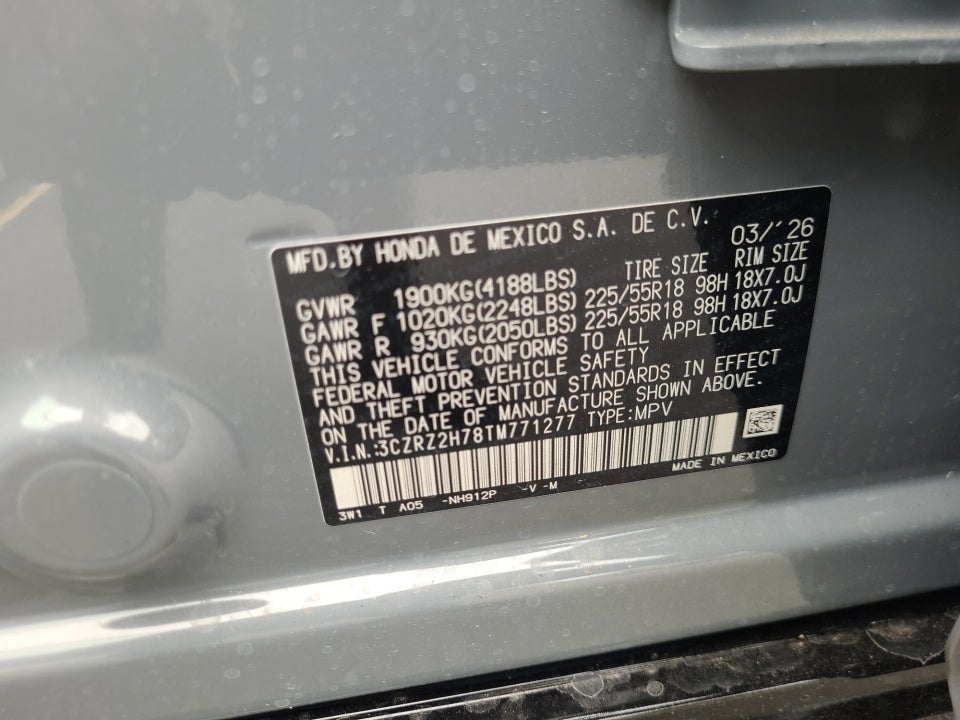 MFD.BY HONDA DE MEXICO S.A. DE C.V. 03/'26
TIRE SIZE RIM SIZE
GVWR 1900KG(4188LBS)
GAWR F 1020KG(2248LBS) 225/55R18 98H 18X7.0J
GAWR R 930KG(2050LBS) 225/55R18 98H 18X7.0J
THIS VEHICLE CONFORMS TO ALL APPLICABLE
FEDERAL MOTOR VEHICLE SAFETY
AND THEFT PREVENTION STANDARDS IN EFFECT
ON THE DATE OF MANUFACTURE SHOWN ABOVE.
V.I.N.:3CZRZ2H78TM771277 TYPE:MPV
MADE IN MEXICO
3W1 T A05 -NH912P -V -M